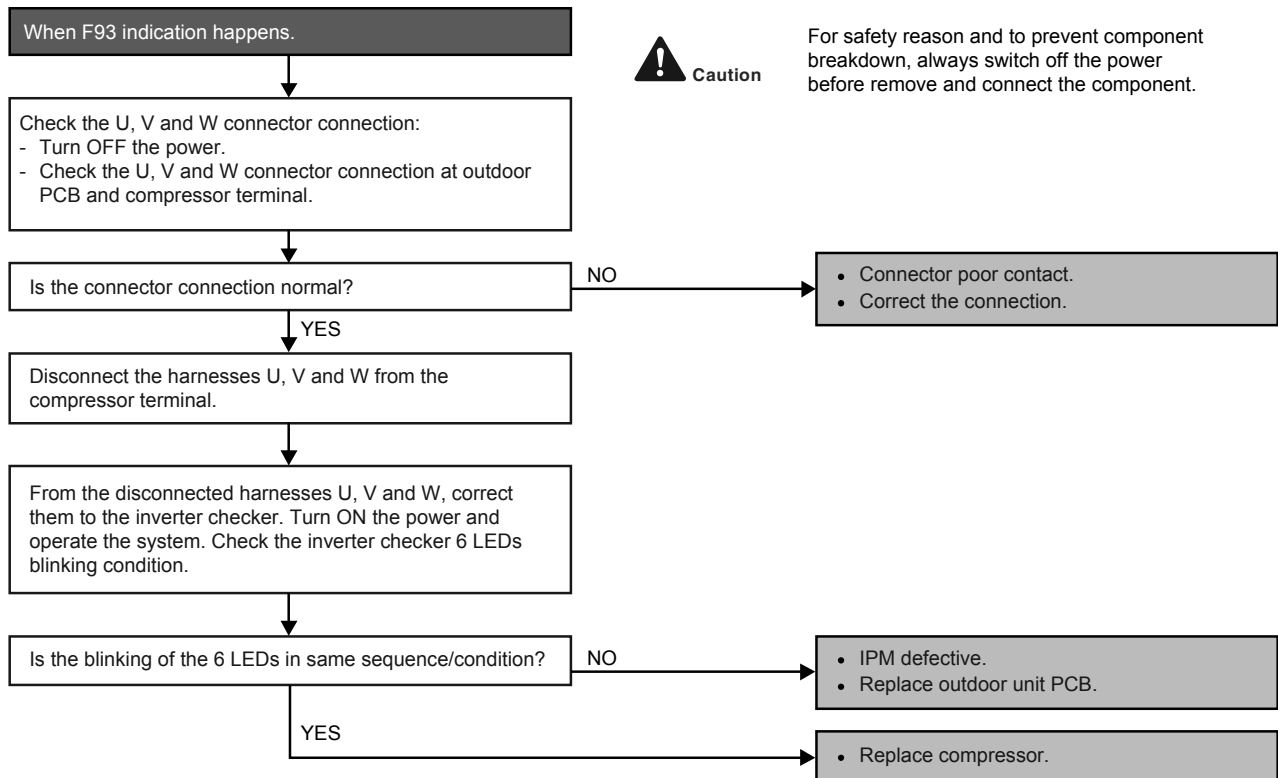 When F93 indication happens.
Caution
For safety reason and to prevent component
breakdown, always switch off the power
before remove and connect the component.
Check the U, V and W connector connection:
- Turn OFF the power.
- Check the U, V and W connector connection at outdoor
PCB and compressor terminal.
Is the connector connection normal?
NO
• Connector poor contact.
• Correct the connection.
YES
Disconnect the harnesses U, V and W from the
compressor terminal.
From the disconnected harnesses U, V and W, correct
them to the inverter checker. Turn ON the power and
operate the system. Check the inverter checker 6 LEDs
blinking condition.
Is the blinking of the 6 LEDs in same sequence/condition?
NO
• IPM defective.
• Replace outdoor unit PCB.
YES
• Replace compressor.